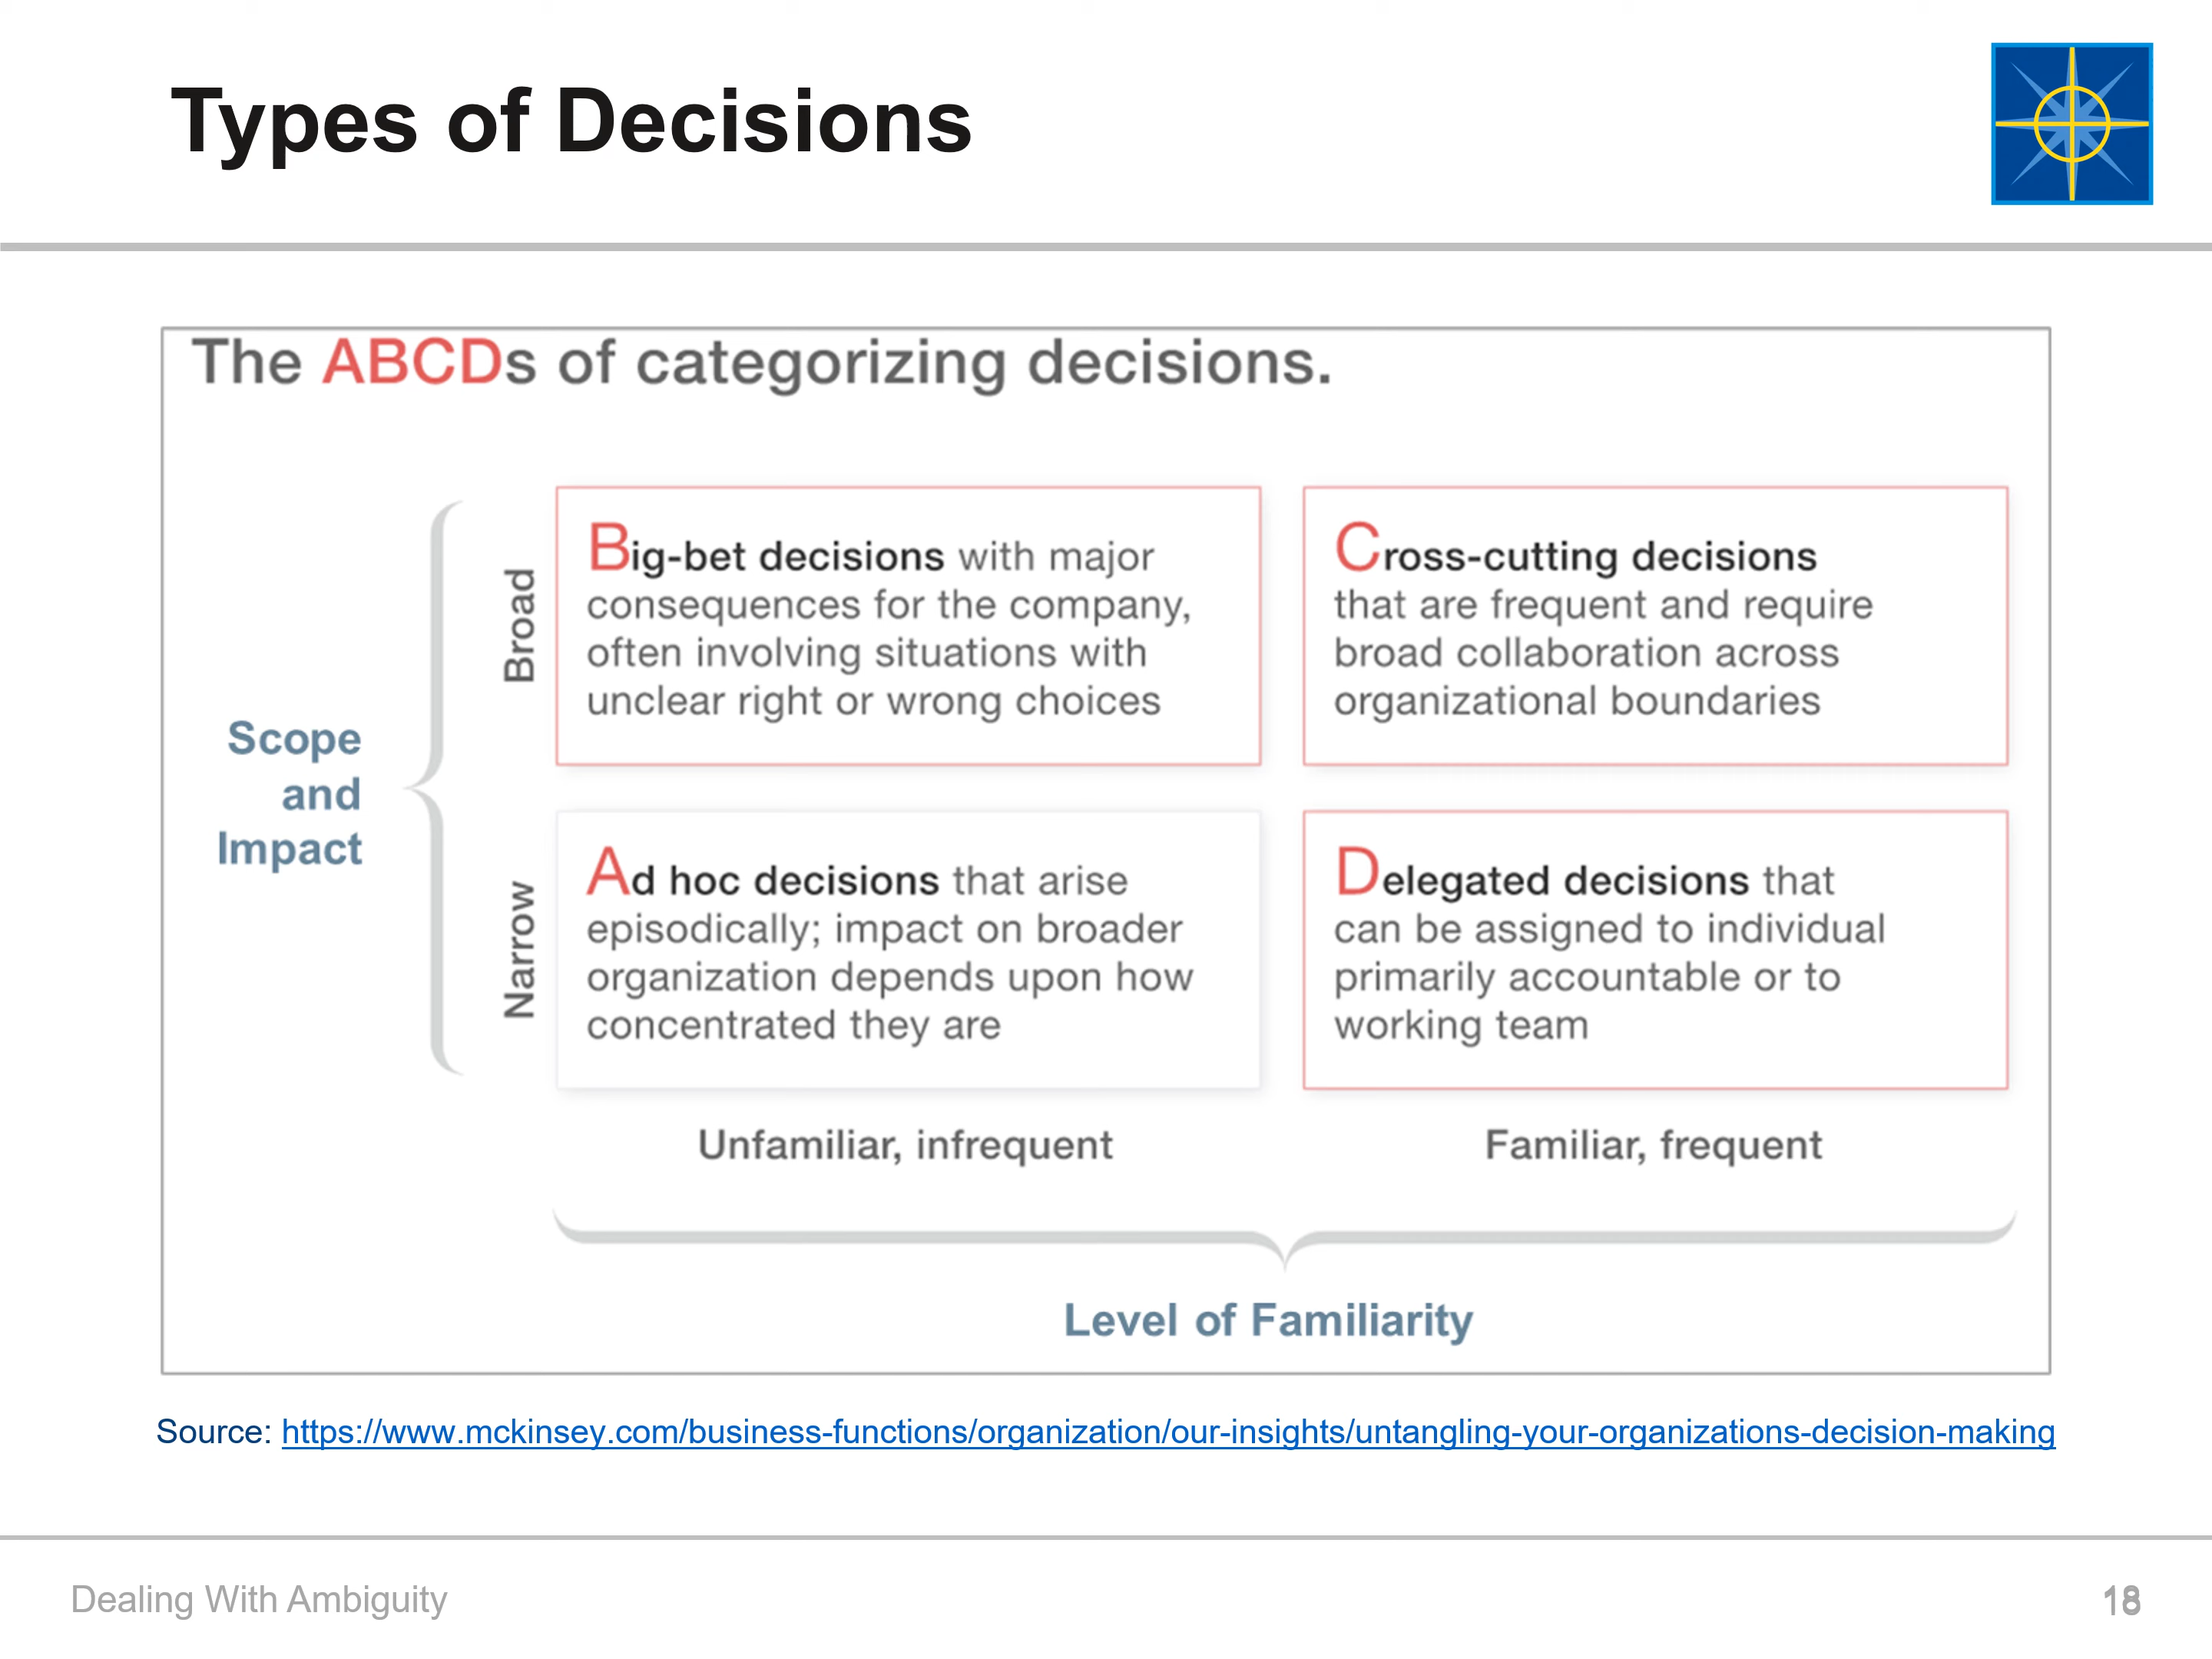 Types of Decisions
The ABCDs of categorizing decisions.
Scope
and
Impact
Broad
Big-bet decisions with major
consequences for the company,
often involving situations with
unclear right or wrong choices
Cross-cutting decisions
that are frequent and require
broad collaboration across
organizational boundaries
Narrow
Ad hoc decisions that arise
episodically; impact on broader
organization depends upon how
concentrated they are
Delegated decisions that
can be assigned to individual
primarily accountable or to
working team
Unfamiliar, infrequent
Familiar, frequent
Level of Familiarity
Source: https://www.mckinsey.com/business-functions/organization/our-insights/untangling-your-organizations-decision-making
Dealing With Ambiguity
18